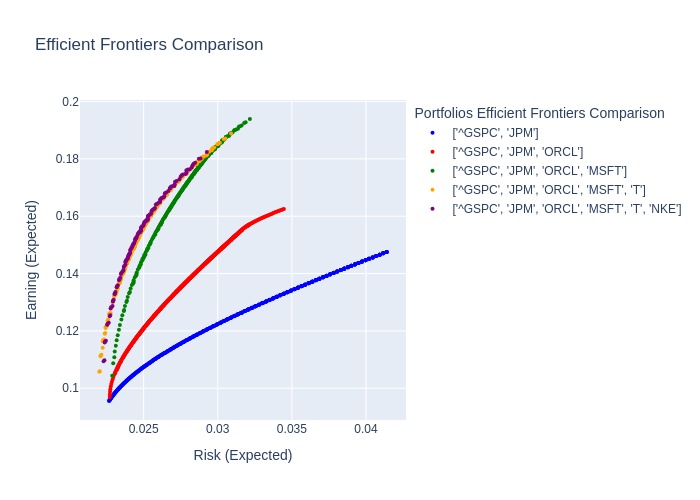 Efficient Frontiers Comparison
Portfolios Efficient Frontiers Comparison
['^GSPC', 'JPM']
['^GSPC', 'JPM', 'ORCL']
['^GSPC', 'JPM', 'ORCL', 'MSFT']
['^GSPC', 'JPM', 'ORCL', 'MSFT', 'T']
['^GSPC', 'JPM', 'ORCL', 'MSFT', 'T', 'NKE']
Earning (Expected)
0.2
0.18
0.16
0.14
0.12
0.1
0.025
0.03
0.035
0.04
Risk (Expected)